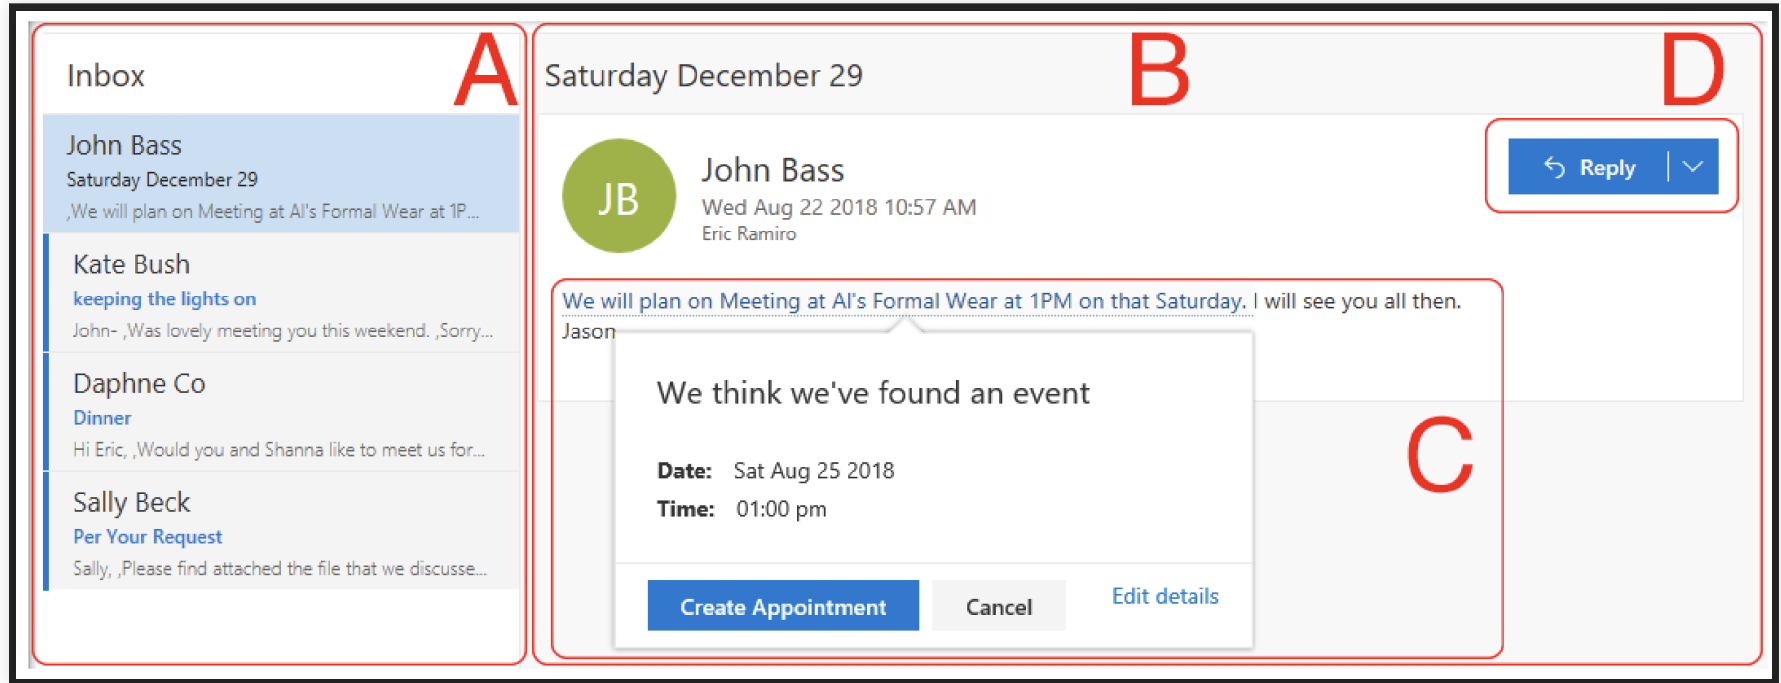 A
Inbox
John Bass
Saturday December 29
,We will plan on Meeting at Al's Formal Wear at 1P...
Kate Bush
keeping the lights on
John- ,Was lovely meeting you this weekend. ,Sorry...
Daphne Co
Dinner
Hi Eric, ,Would you and Shanna like to meet us for...
Sally Beck
Per Your Request
Sally, ,Please find attached the file that we discusse...
B
Saturday December 29
D
JB
John Bass
Wed Aug 22 2018 10:57 AM
Eric Ramiro
Reply
We will plan on Meeting at Al's Formal Wear at 1PM on that Saturday. I will see you all then.
Jason
C
We think we've found an event
Date: Sat Aug 25 2018
Time: 01:00 pm
Create Appointment Cancel Edit details